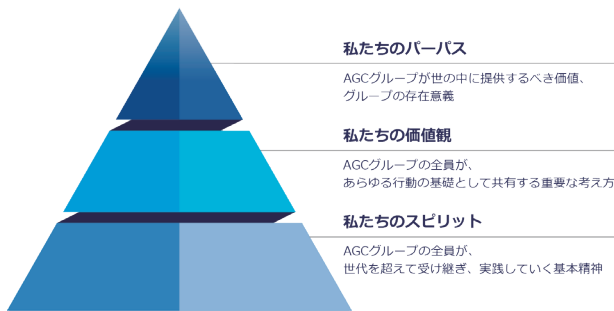 私たちのパーパス
AGCグループが世の中に提供するべき価値、
グループの存在意義
私たちの価値観
AGCグループの全員が、
あらゆる行動の基礎として共有する重要な考え方
私たちのスピリット
AGCグループの全員が、
世代を超えて受け継ぎ、実践していく基本精神